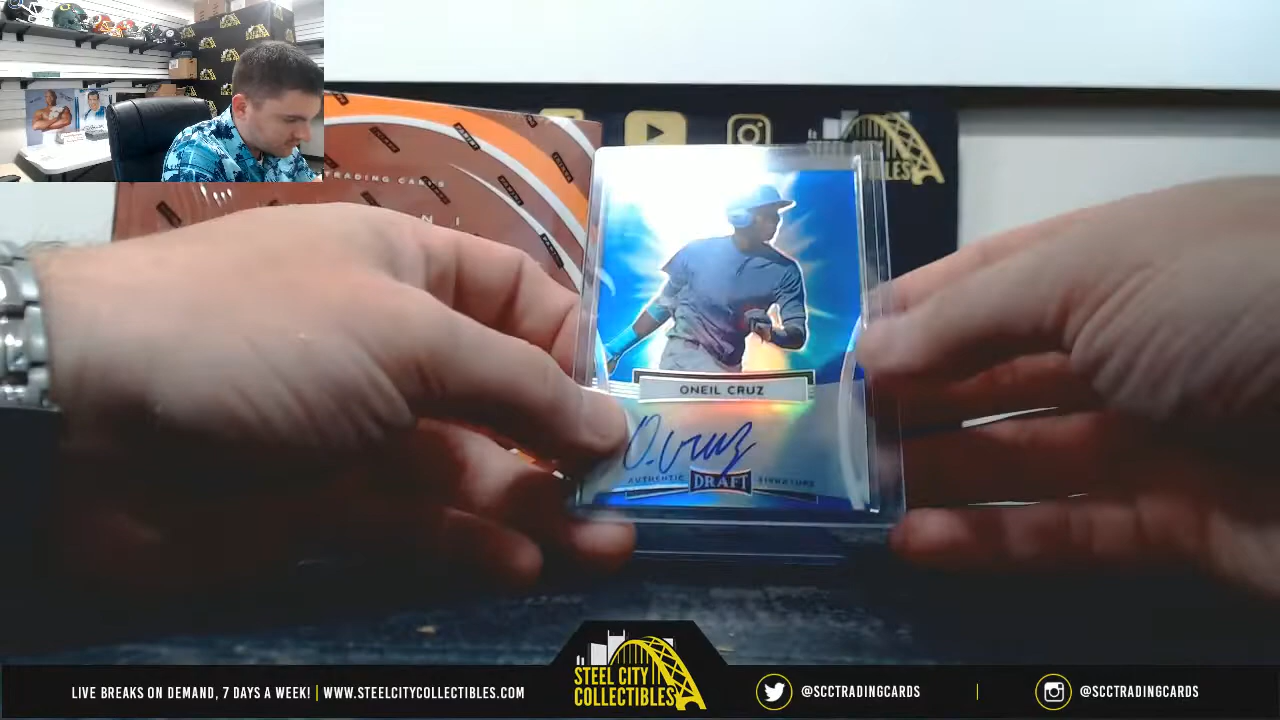 TRADING CARDS
N I
LES
ONEIL CRUZ
O. Cruz
AUTHENTIC DRAFT SIGNATURE
STEEL CITY
COLLECTIBLES
LIVE BREAKS ON DEMAND, 7 DAYS A WEEK! | WWW.STEELCITYCOLLECTIBLES.COM
@SCCTRADINGCARDS | @SCCTRADINGCARDS